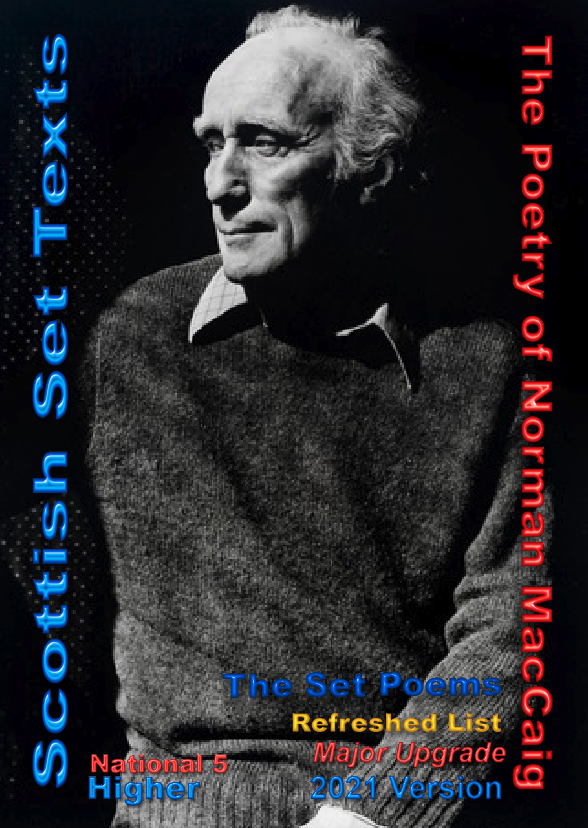 Scottish Set Texts
The Poetry of Norman MacCaig
The Set Poems
Refreshed List
Major Upgrade
National 5
Higher
2021 Version